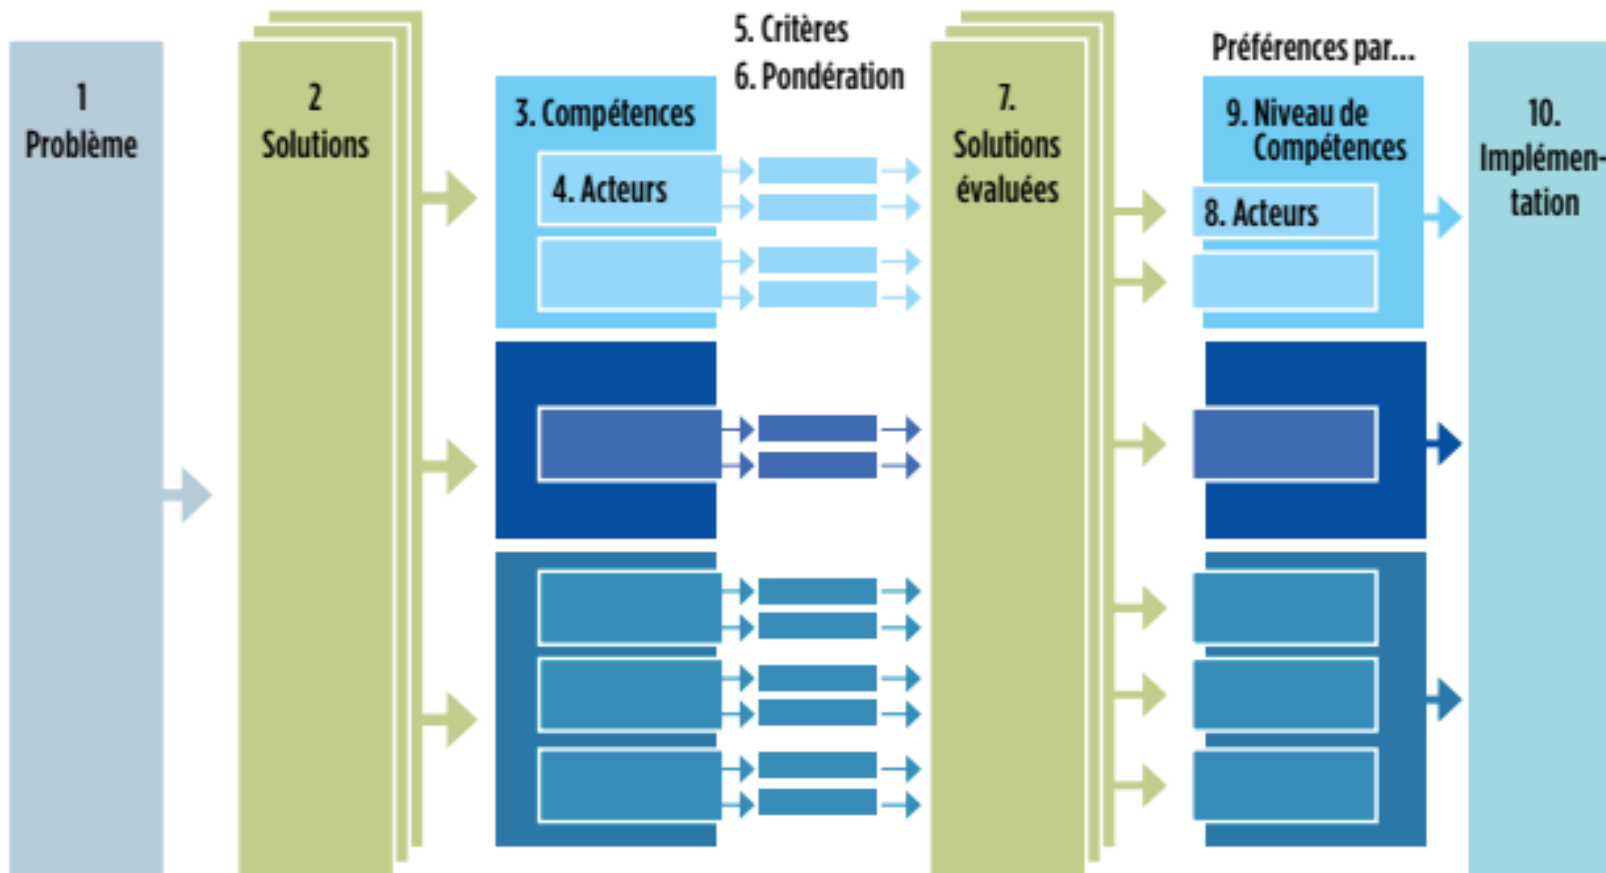 1
Problème
2
Solutions
3. Compétences
4. Acteurs
5. Critères
6. Pondération
7.
Solutions
évaluées
Préférences par...
9. Niveau de
Compétences
8. Acteurs
10.
Implémen-
tation